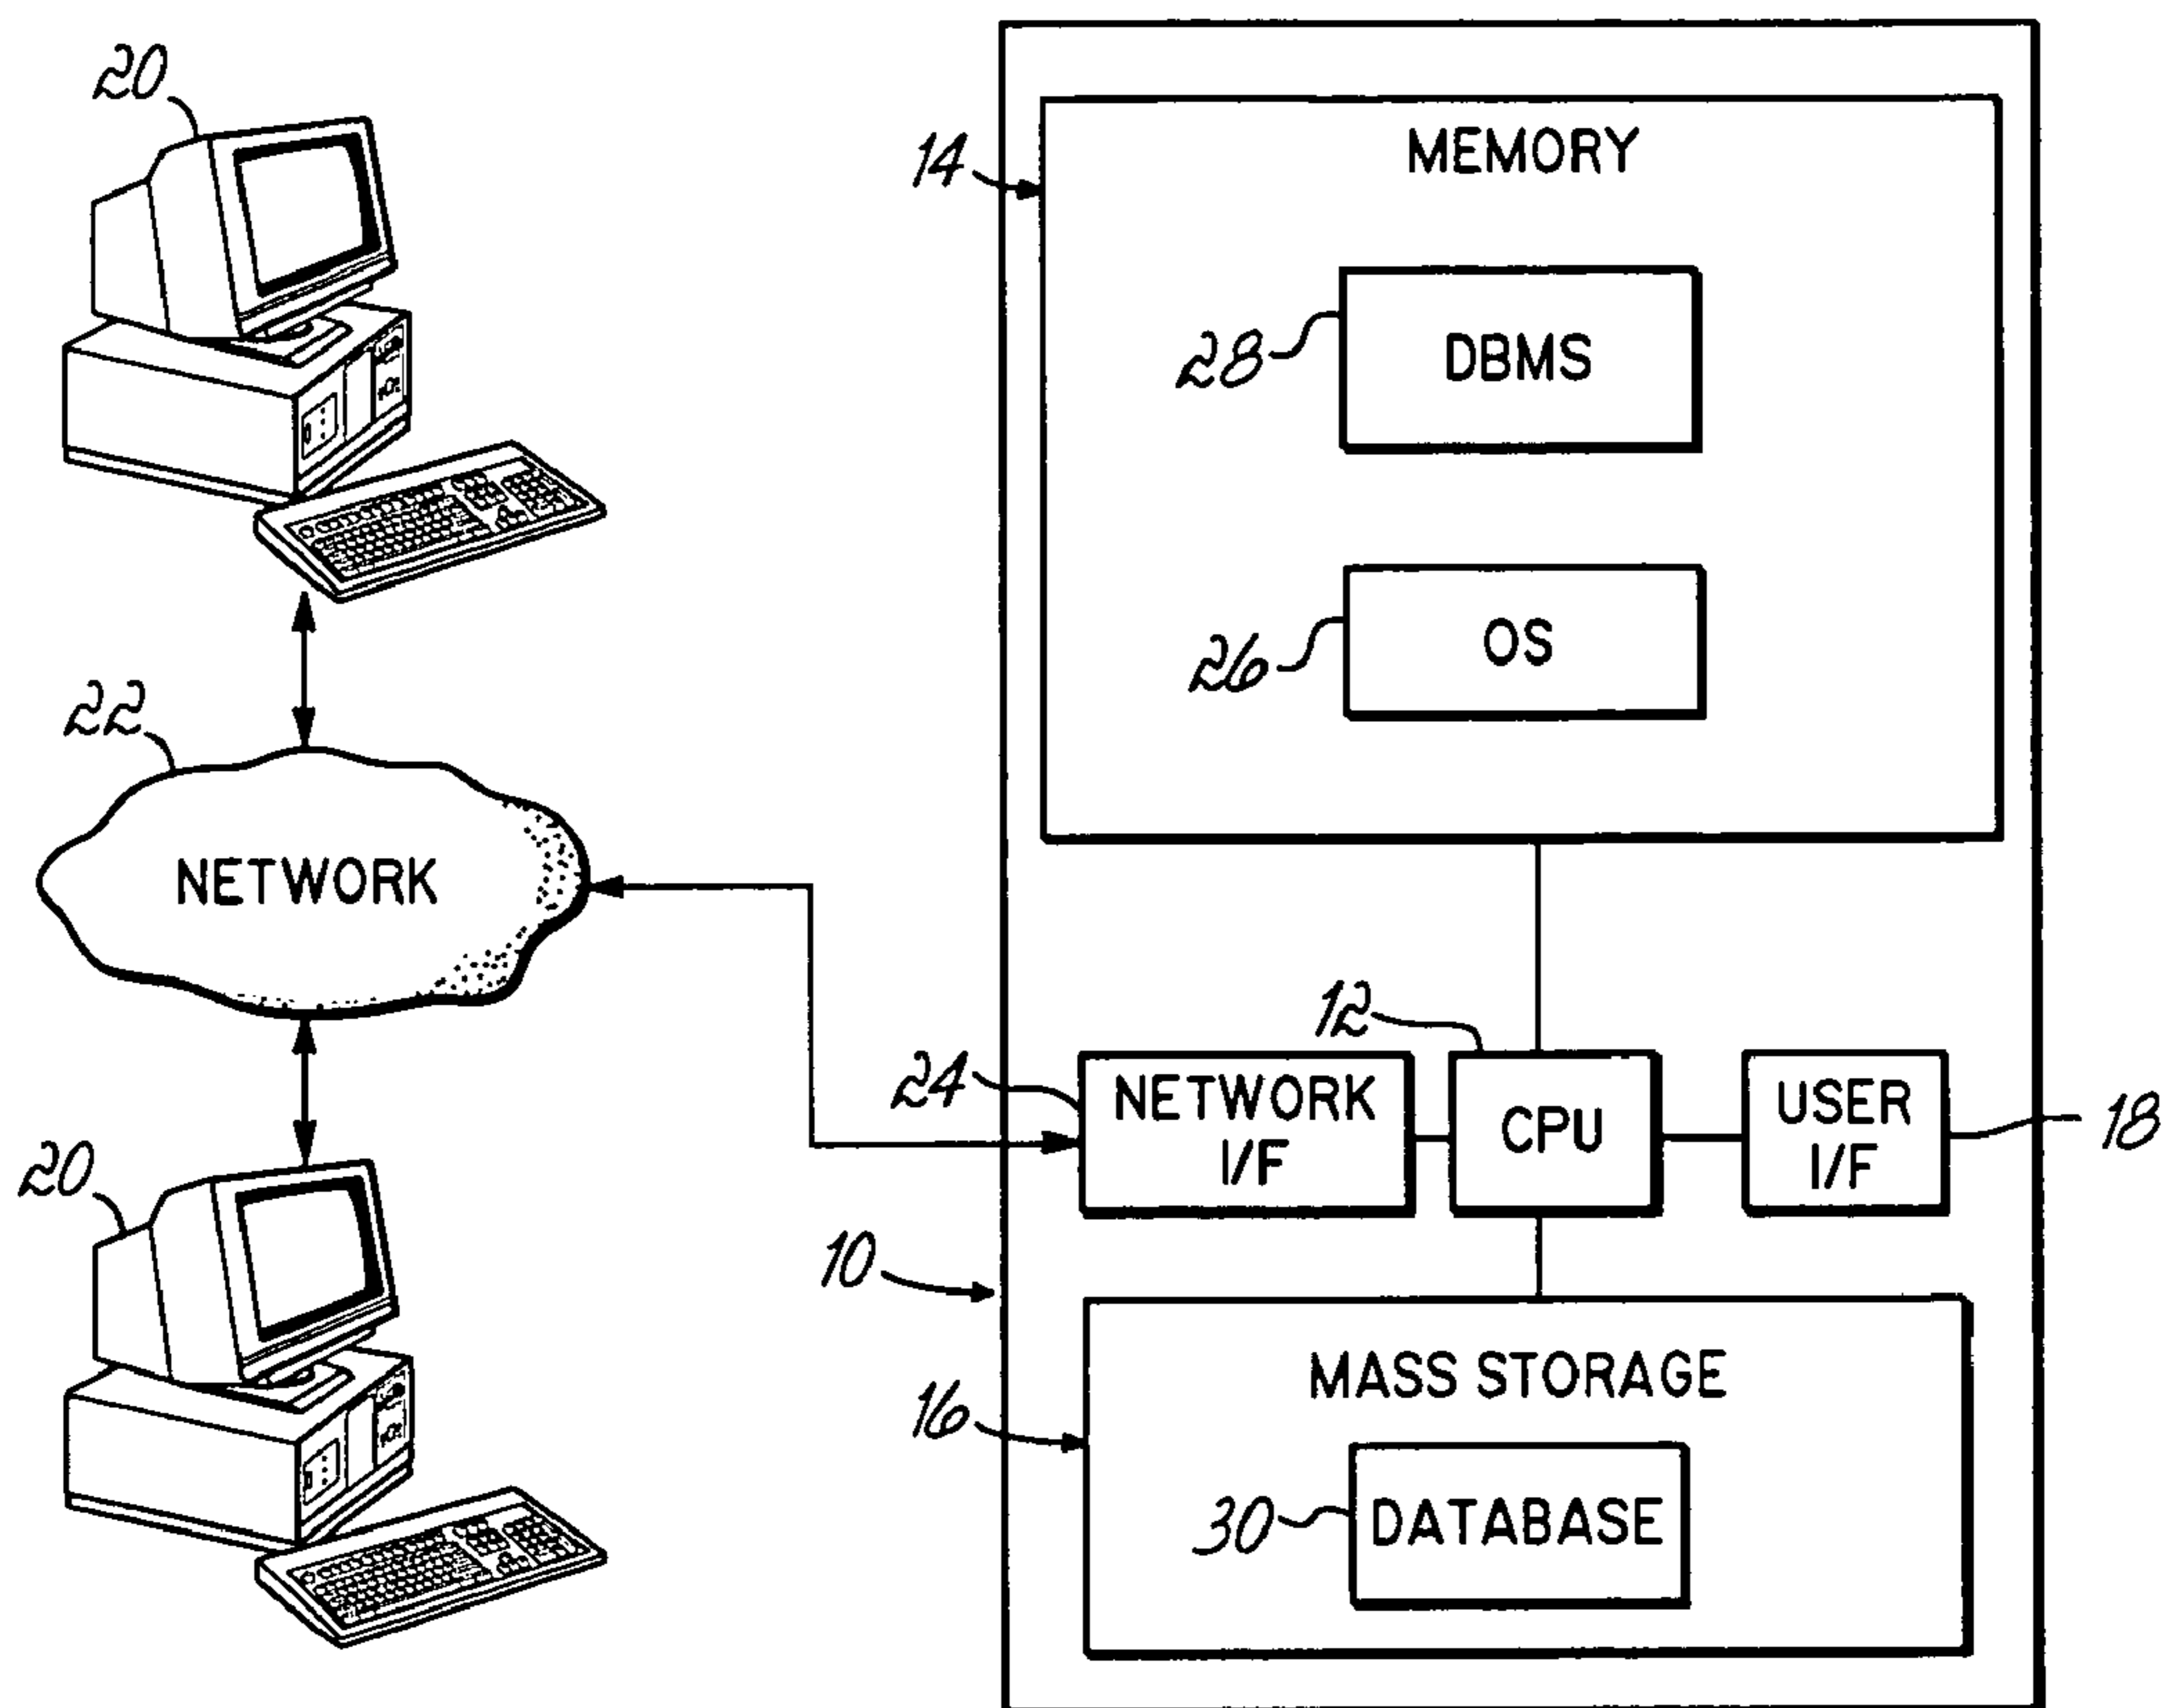 20
14
MEMORY
28
DBMS
26
OS
22
NETWORK
12
24
NETWORK
I/F
CPU
USER
I/F
18
20
10
MASS STORAGE
16
30
DATABASE